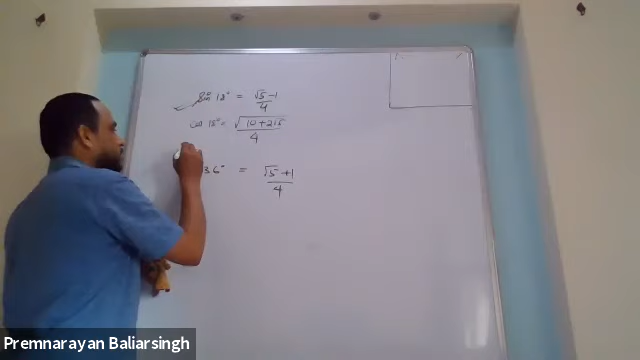 Sin 18° = √5 - 1 / 4
cos 18° = √10 + 2√5 / 4
36° = √5 + 1 / 4
Premnarayan Baliarsingh